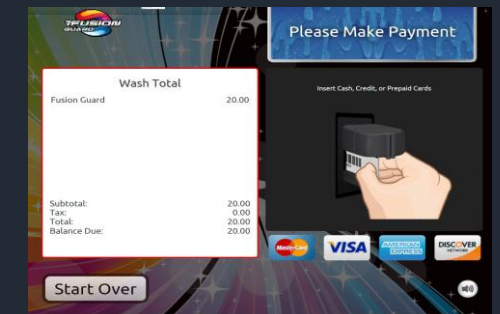 FUSION
GUARD
Please Make Payment
Wash Total
Fusion Guard 20.00
Subtotal: 20.00
Tax: 0.00
Total: 20.00
Balance Due: 20.00
Insert Cash, Credit, or Prepaid Cards
MasterCard
VISA
AMERICAN
EXPRESS
DISCOVER
NETWORK
Start Over